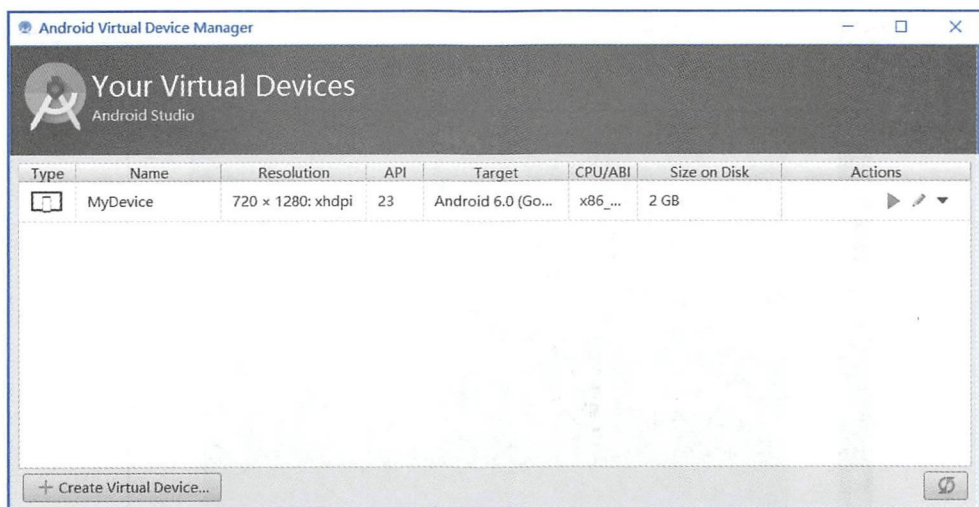 Android Virtual Device Manager
Your Virtual Devices
Android Studio
Type Name Resolution API Target CPU/ABI Size on Disk Actions
MyDevice 720 × 1280: xhdpi 23 Android 6.0 (Go... x86_... 2 GB
Create Virtual Device...